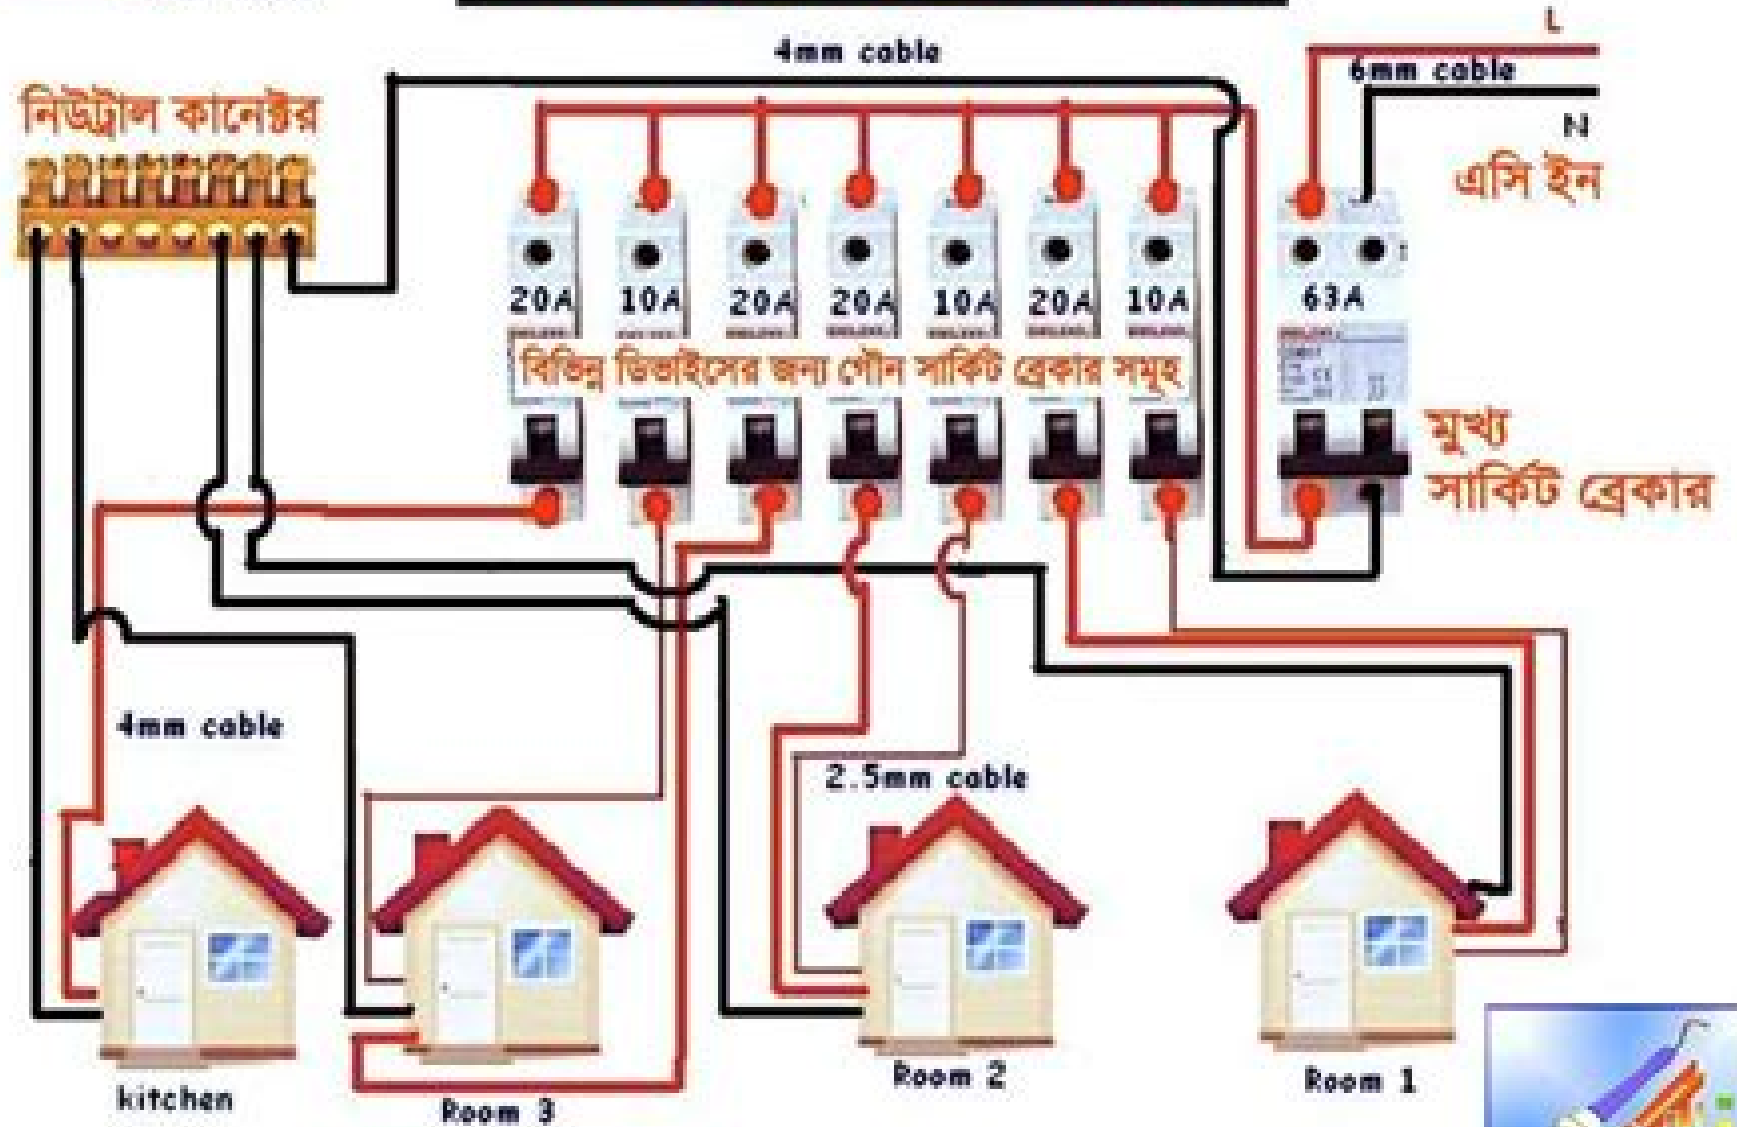 4mm cable
L
6mm cable
N
নিউট্রাল কানেক্টর
এসি ইন
20A 10A 20A 20A 10A 20A 10A 63A
বিভিন্ন ডিভাইসের জন্য গৌন সার্কিট ব্রেকার সমূহ
মুখ্য
সার্কিট ব্রেকার
4mm cable
2.5mm cable
kitchen
Room 3
Room 2
Room 1